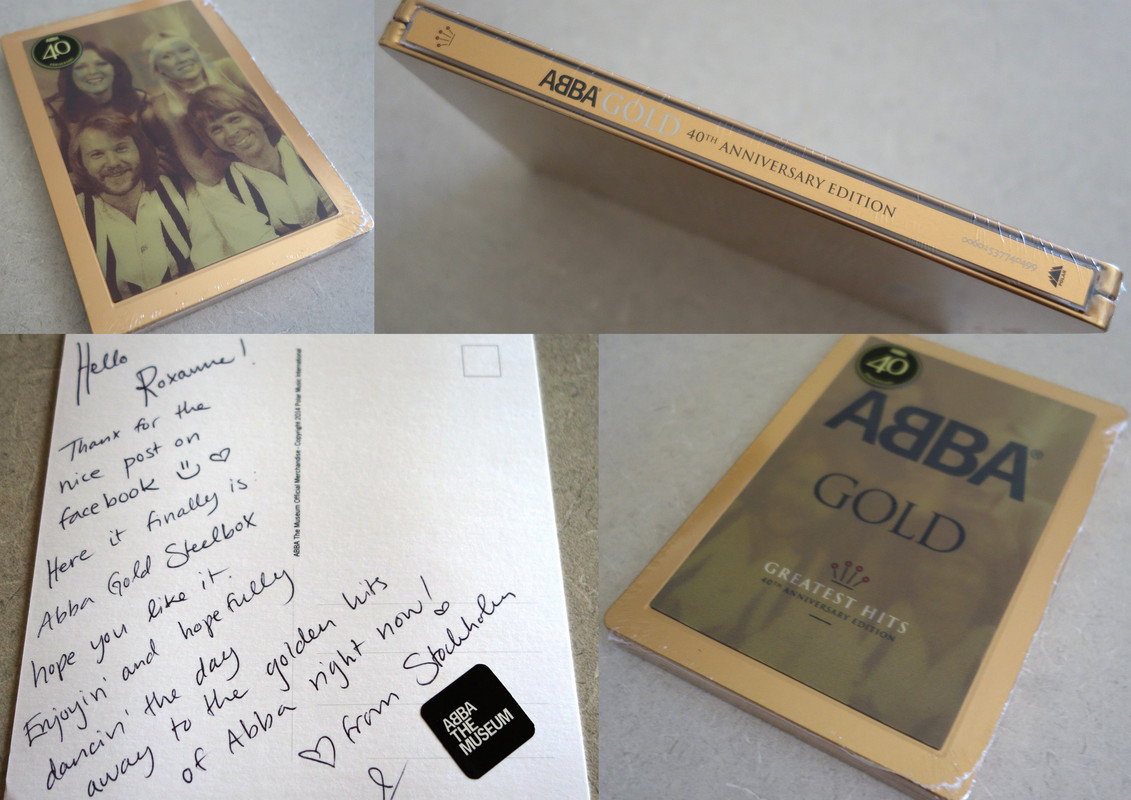 40
ABBA GOLD 40TH ANNIVERSARY EDITION
POLAR
Hello
Roxanne!
Thanx for the
nice post on
facebook
Here it finally is
Abba Gold Steelbox
hope you like it.
Enjoyin' and hopefully
dancin' the day
away to the golden hits
of Abba right now!
from Stockholm
ABBA The Museum Official Merchandise - Copyright 2014 Polar Music International
ABBA
THE
MUSEUM
40
ABBA®
GOLD
GREATEST HITS
40TH ANNIVERSARY EDITION